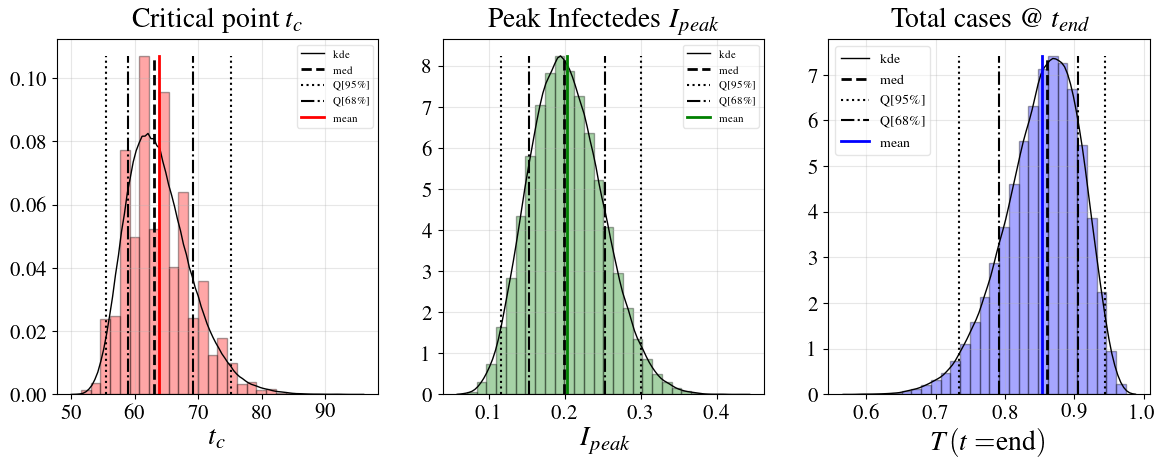 Critical point t_c
0.00
0.02
0.04
0.06
0.08
0.10
50 60 70 80 90
t_c
kde
med
Q[95%]
Q[68%]
mean
Peak Infectedes I_peak
0
1
2
3
4
5
6
7
8
0.1 0.2 0.3 0.4
I_peak
kde
med
Q[95%]
Q[68%]
mean
Total cases @ t_end
0
1
2
3
4
5
6
7
0.6 0.7 0.8 0.9 1.0
T (t =end)
kde
med
Q[95%]
Q[68%]
mean